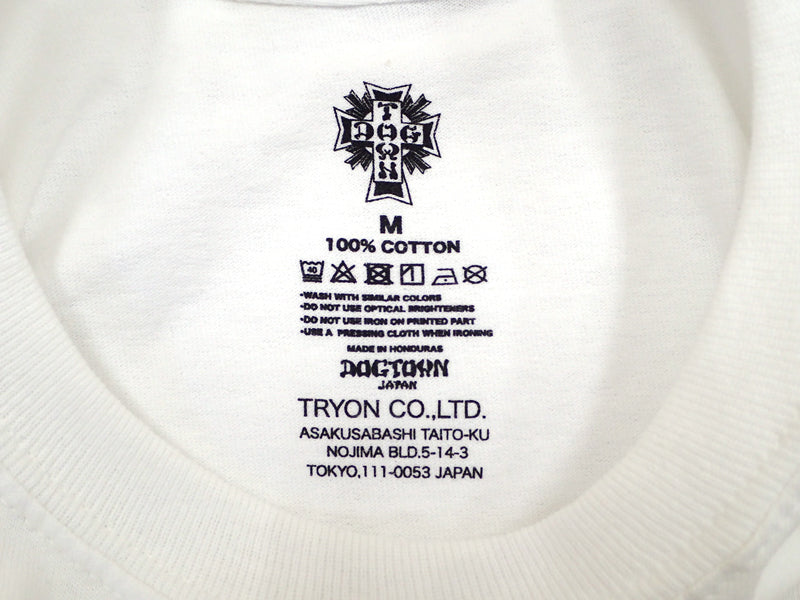 T
DOG
W
N
M
100% COTTON
40
•WASH WITH SIMILAR COLORS
•DO NOT USE OPTICAL BRIGHTENERS
•DO NOT USE IRON ON PRINTED PART
•USE A PRESSING CLOTH WHEN IRONING
MADE IN HONDURAS
DOGTOWN
JAPAN
TRYON CO.,LTD.
ASAKUSABASHI TAITO-KU
NOJIMA BLD.5-14-3
TOKYO,111-0053 JAPAN